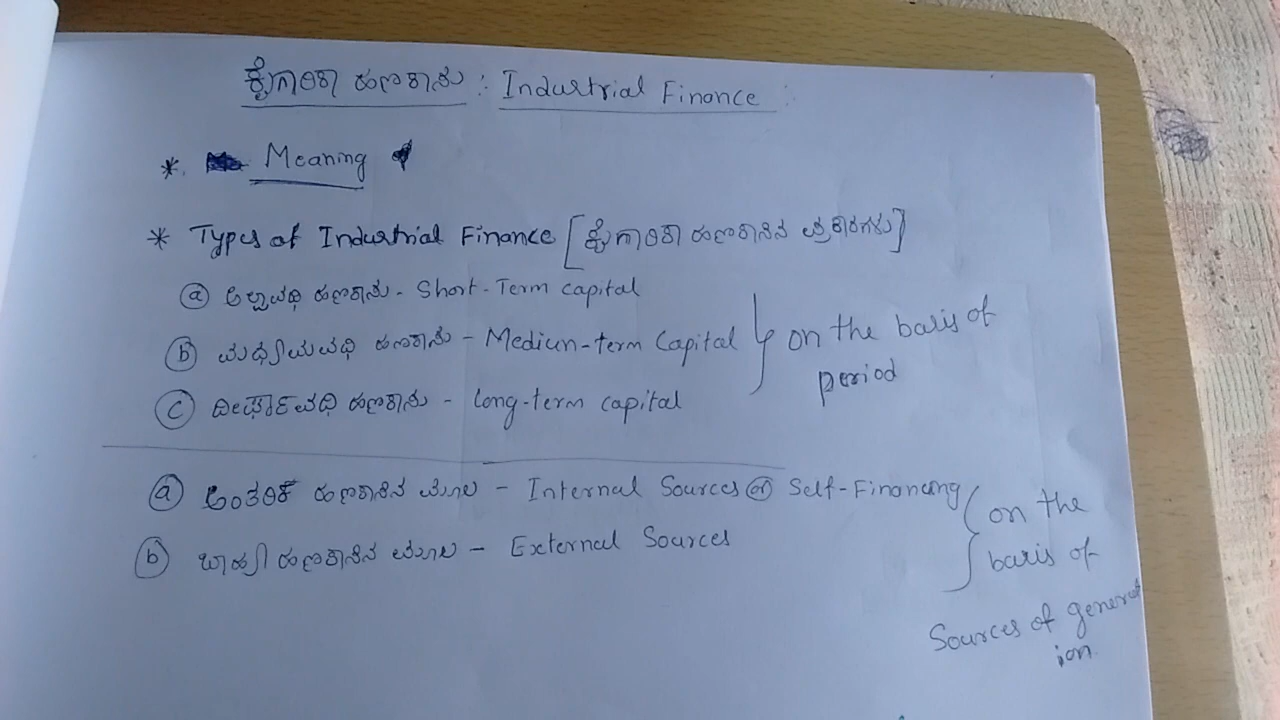 ಕೈಗಾರಿಕಾ ಹಣಕಾಸು : Industrial Finance :
* Meaning
* Types of Industrial Finance [ಕೈಗಾರಿಕಾ ಹಣಕಾಸಿನ ಪ್ರಕಾರಗಳು]
ⓐ ಅಲ್ಪಾವಧಿ ಹಣಕಾಸು - Short-Term capital
ⓑ ಮಧ್ಯಮಾವಧಿ ಹಣಕಾಸು - Mediun-term Capital
ⓒ ದೀರ್ಘಾವಧಿ ಹಣಕಾಸು - long-term capital
on the basis of
period
ⓐ ಆಂತರಿಕ ಹಣಕಾಸಿನ ಮೂಲ - Internal Sources or Self-Financing
ⓑ ಬಾಹ್ಯ ಹಣಕಾಸಿನ ಮೂಲ - External Sources
on the
basis of
Sources of generat
ion.